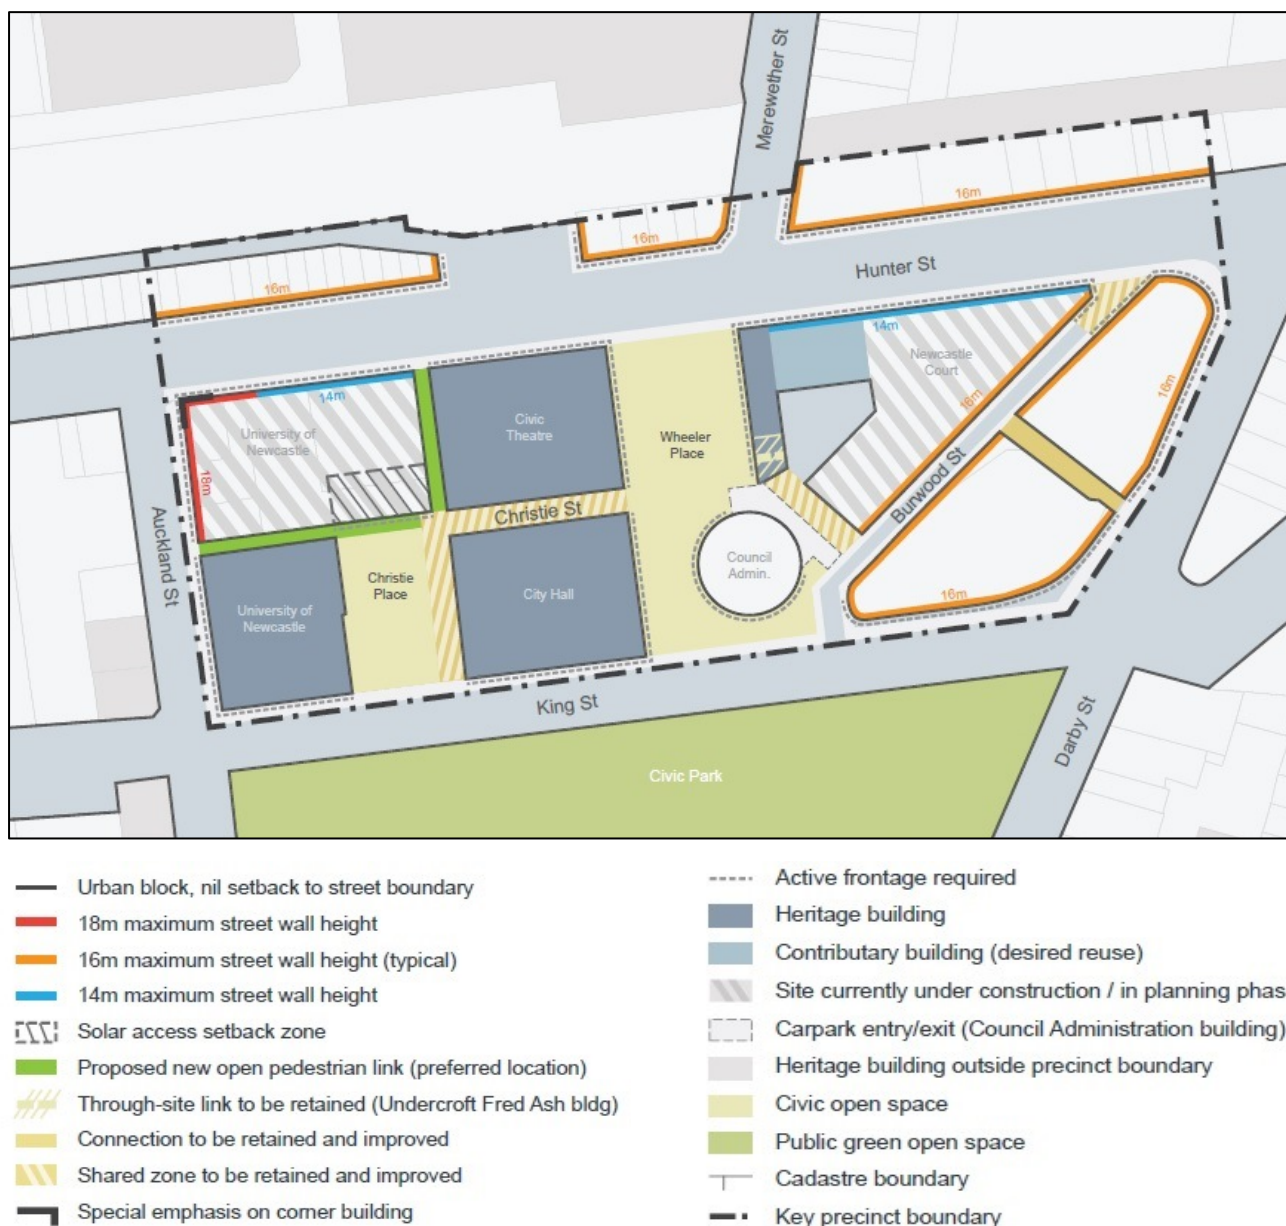 Merewether St
16m
16m
Hunter St
16m
14m
Newcastle
Court
16m
16m
14m
University of
Newcastle
18m
Civic
Theatre
Wheeler
Place
Burwood St
Christie St
Auckland St
Council
Admin.
Christie
Place
City Hall
16m
University of
Newcastle
King St
Darby St
Civic Park
Urban block, nil setback to street boundary
18m maximum street wall height
16m maximum street wall height (typical)
14m maximum street wall height
Solar access setback zone
Proposed new open pedestrian link (preferred location)
Through-site link to be retained (Undercroft Fred Ash bldg)
Connection to be retained and improved
Shared zone to be retained and improved
Special emphasis on corner building
Active frontage required
Heritage building
Contributary building (desired reuse)
Site currently under construction / in planning phas
Carpark entry/exit (Council Administration building)
Heritage building outside precinct boundary
Civic open space
Public green open space
Cadastre boundary
Key precinct boundary